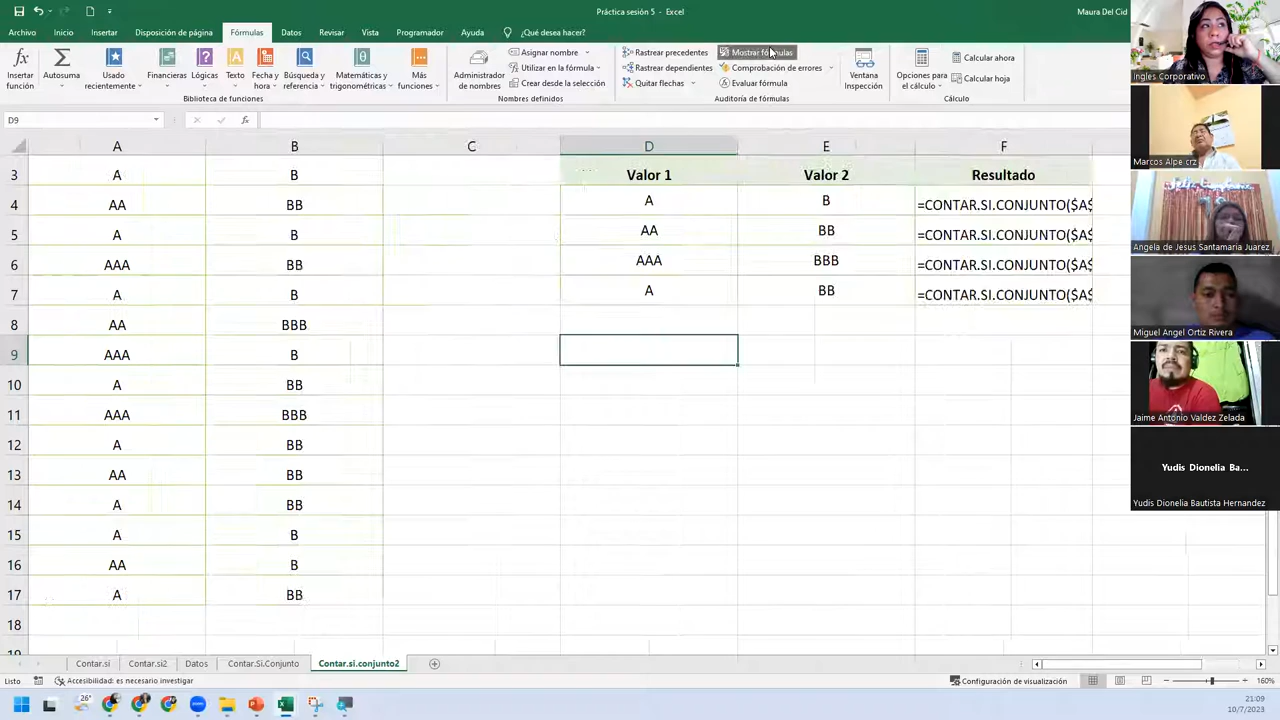 Práctica sesión 5 - Excel
Maura Del Cid
Archivo Inicio Insertar Disposición de página Fórmulas Datos Revisar Vista Programador Ayuda ¿Qué desea hacer?
Insertar función
Autosuma
Usado recientemente
Financieras
Lógicas
Texto
Fecha y hora
Búsqueda y referencia
Matemáticas y trigonométricas
Más funciones
Biblioteca de funciones
Administrador de nombres
Asignar nombre
Utilizar en la fórmula
Crear desde la selección
Nombres definidos
Rastrear precedentes
Rastrear dependientes
Quitar flechas
Mostrar fórmulas
Comprobación de errores
Evaluar fórmula
Auditoría de fórmulas
Ventana Inspección
Opciones para el cálculo
Calcular ahora
Calcular hoja
Cálculo
D9
fx
A B C D E F
3 A B Valor 1 Valor 2 Resultado
4 AA BB A B =CONTAR.SI.CONJUNTO($A$
5 A B AA BB =CONTAR.SI.CONJUNTO($A$
6 AAA BB AAA BBB =CONTAR.SI.CONJUNTO($A$
7 A B A BB =CONTAR.SI.CONJUNTO($A$
8 AA BBB
9 AAA B
10 A BB
11 AAA BBB
12 A BB
13 AA BB
14 A BB
15 A B
16 AA B
17 A BB
18
Ingles Corporativo
Marcos Alpe crz
Feliz
Angela de Jesus Santamaria Juarez
Miguel Angel Ortiz Rivera
Jaime Antonio Valdez Zelada
Yudis Dionelia Ba...
Yudis Dionelia Bautista Hernandez
Contar.si Contar.si2 Datos Contar.Si.Conjunto Contar.si.conjunto2
Listo Accesibilidad: es necesario investigar Configuración de visualización 160%
26°
zoom
21:09
10/7/2023